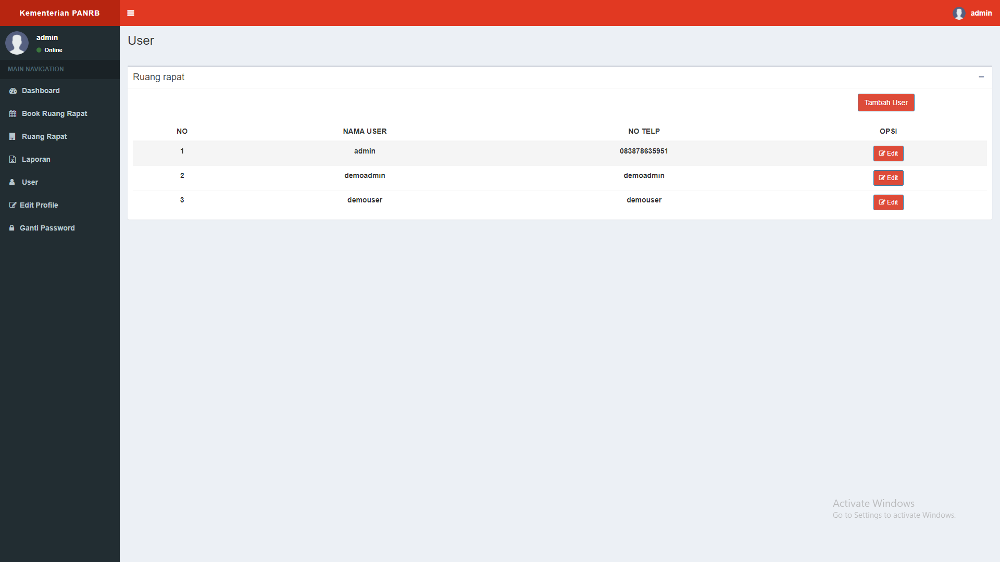 Kementerian PANRB
admin
admin
Online
MAIN NAVIGATION
Dashboard
Book Ruang Rapat
Ruang Rapat
Laporan
User
Edit Profile
Ganti Password
User
Ruang rapat
Tambah User
NO NAMA USER NO TELP OPSI
1 admin 083878635951 Edit
2 demoadmin demoadmin Edit
3 demouser demouser Edit
Activate Windows
Go to Settings to activate Windows.